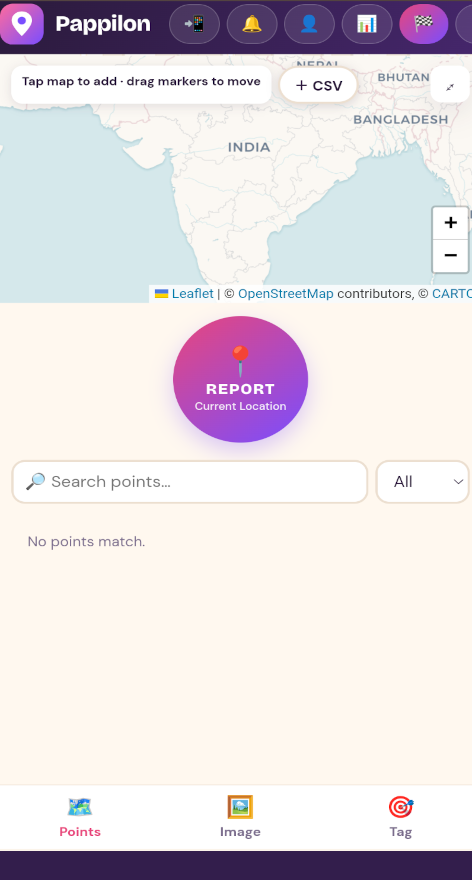 Pappilon
NEPAL
Tap map to add · drag markers to move
+ CSV
BHUTAN
BANGLADESH
INDIA
+
−
Leaflet | © OpenStreetMap contributors, © CARTO
REPORT
Current Location
Search points...
All
No points match.
Points
Image
Tag